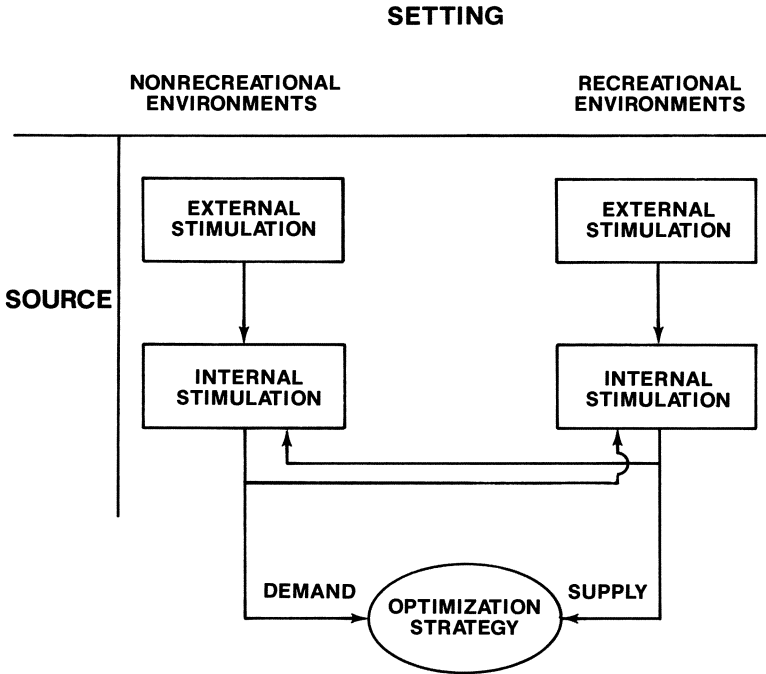 SETTING
NONRECREATIONAL
ENVIRONMENTS
RECREATIONAL
ENVIRONMENTS
EXTERNAL
STIMULATION
EXTERNAL
STIMULATION
SOURCE
INTERNAL
STIMULATION
INTERNAL
STIMULATION
DEMAND
OPTIMIZATION
STRATEGY
SUPPLY